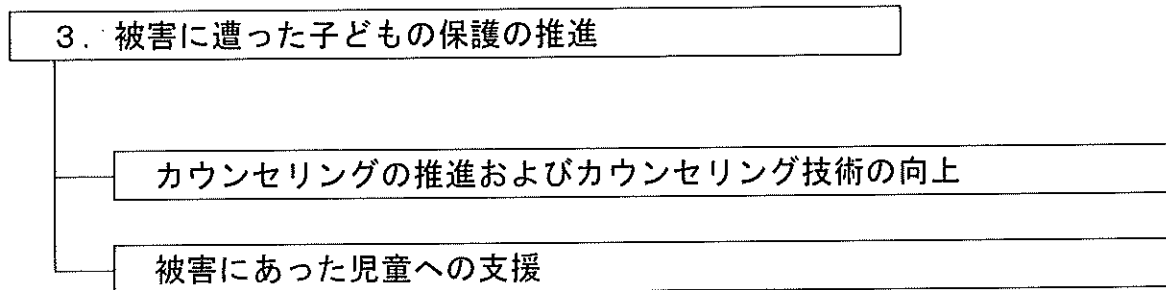 3．被害に遭った子どもの保護の推進
カウンセリングの推進およびカウンセリング技術の向上
被害にあった児童への支援